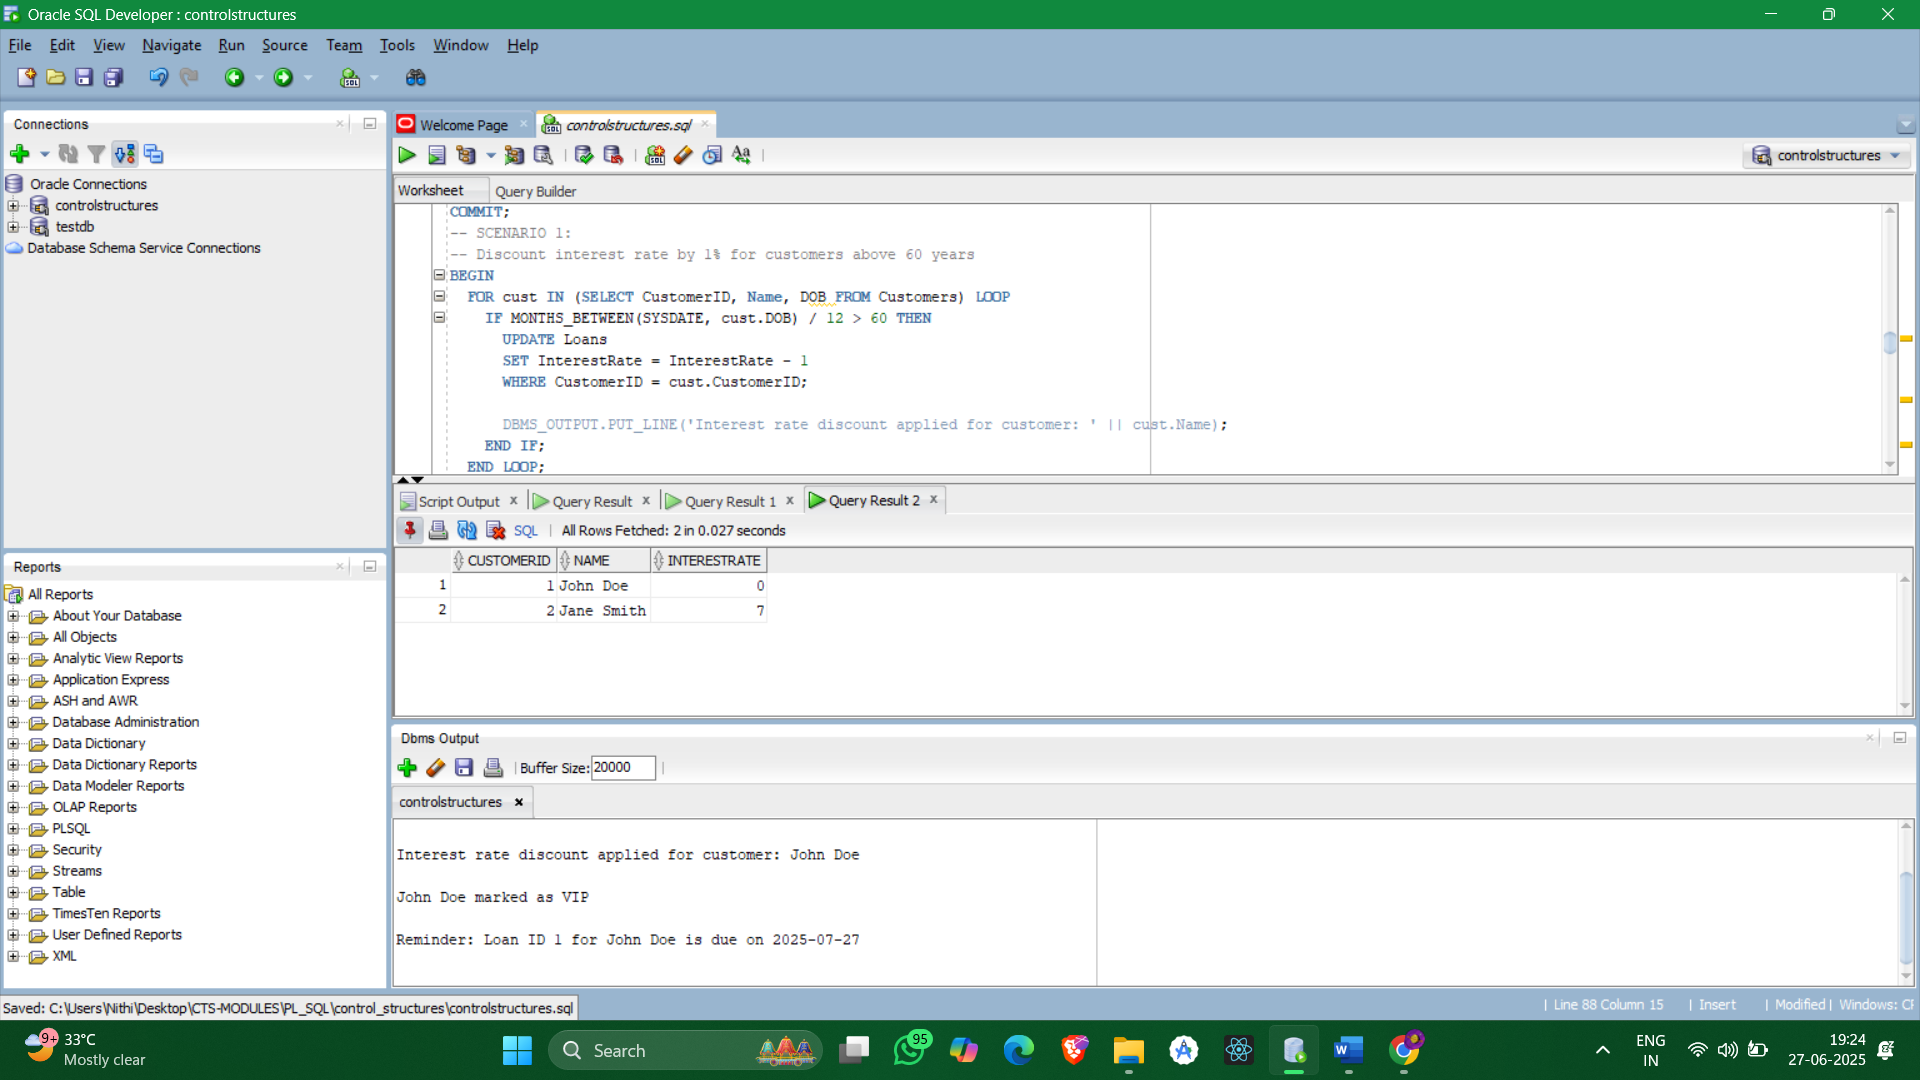 Oracle SQL Developer : controlstructures
File Edit View Navigate Run Source Team Tools Window Help
Connections
Oracle Connections
controlstructures
testdb
Database Schema Service Connections
Reports
All Reports
About Your Database
All Objects
Analytic View Reports
Application Express
ASH and AWR
Database Administration
Data Dictionary
Data Dictionary Reports
Data Modeler Reports
OLAP Reports
PLSQL
Security
Streams
Table
TimesTen Reports
User Defined Reports
XML
Welcome Page controlstructures.sql
controlstructures
Worksheet Query Builder
COMMIT;
-- SCENARIO 1:
-- Discount interest rate by 1% for customers above 60 years
BEGIN
FOR cust IN (SELECT CustomerID, Name, DOB FROM Customers) LOOP
IF MONTHS_BETWEEN(SYSDATE, cust.DOB) / 12 > 60 THEN
UPDATE Loans
SET InterestRate = InterestRate - 1
WHERE CustomerID = cust.CustomerID;
DBMS_OUTPUT.PUT_LINE('Interest rate discount applied for customer: ' || cust.Name);
END IF;
END LOOP;
Script Output Query Result Query Result 1 Query Result 2
SQL | All Rows Fetched: 2 in 0.027 seconds
CUSTOMERID NAME INTERESTRATE
1 1 John Doe 0
2 2 Jane Smith 7
Dbms Output
Buffer Size: 20000
controlstructures
Interest rate discount applied for customer: John Doe
John Doe marked as VIP
Reminder: Loan ID 1 for John Doe is due on 2025-07-27
Saved: C:\Users\Nithi\Desktop\CTS-MODULES\PL_SQL\control_structures\controlstructures.sql
| Line 88 Column 15 | Insert | Modified | Windows: CF
9+ 33°C
Mostly clear
Search
95
ENG
IN
19:24
27-06-2025